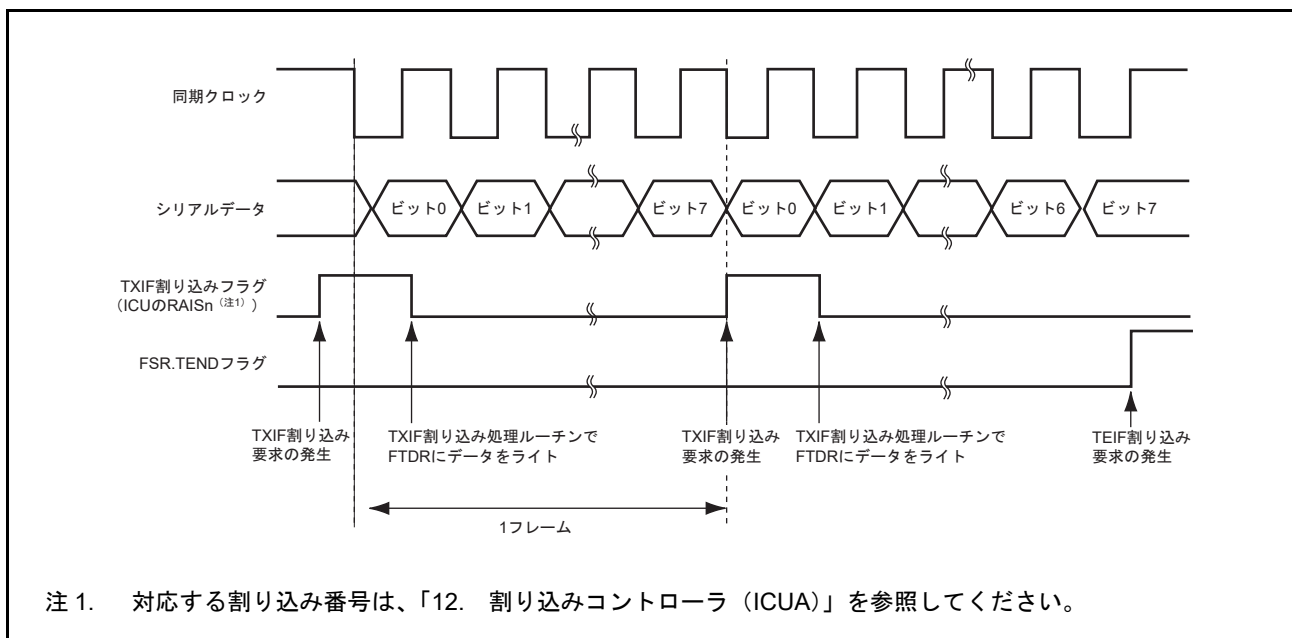 同期クロック
シリアルデータ
ビット0 ビット1 ビット7 ビット0 ビット1 ビット6 ビット7
TXIF割り込みフラグ
(ICUのRAISn (注1) )
FSR.TENDフラグ
TXIF割り込み
要求の発生
TXIF割り込み処理ルーチンで
FTDRにデータをライト
TXIF割り込み
要求の発生
TXIF割り込み処理ルーチンで
FTDRにデータをライト
TEIF割り込み
要求の発生
1フレーム
注 1. 対応する割り込み番号は、「12. 割り込みコントローラ（ICUA）」を参照してください。